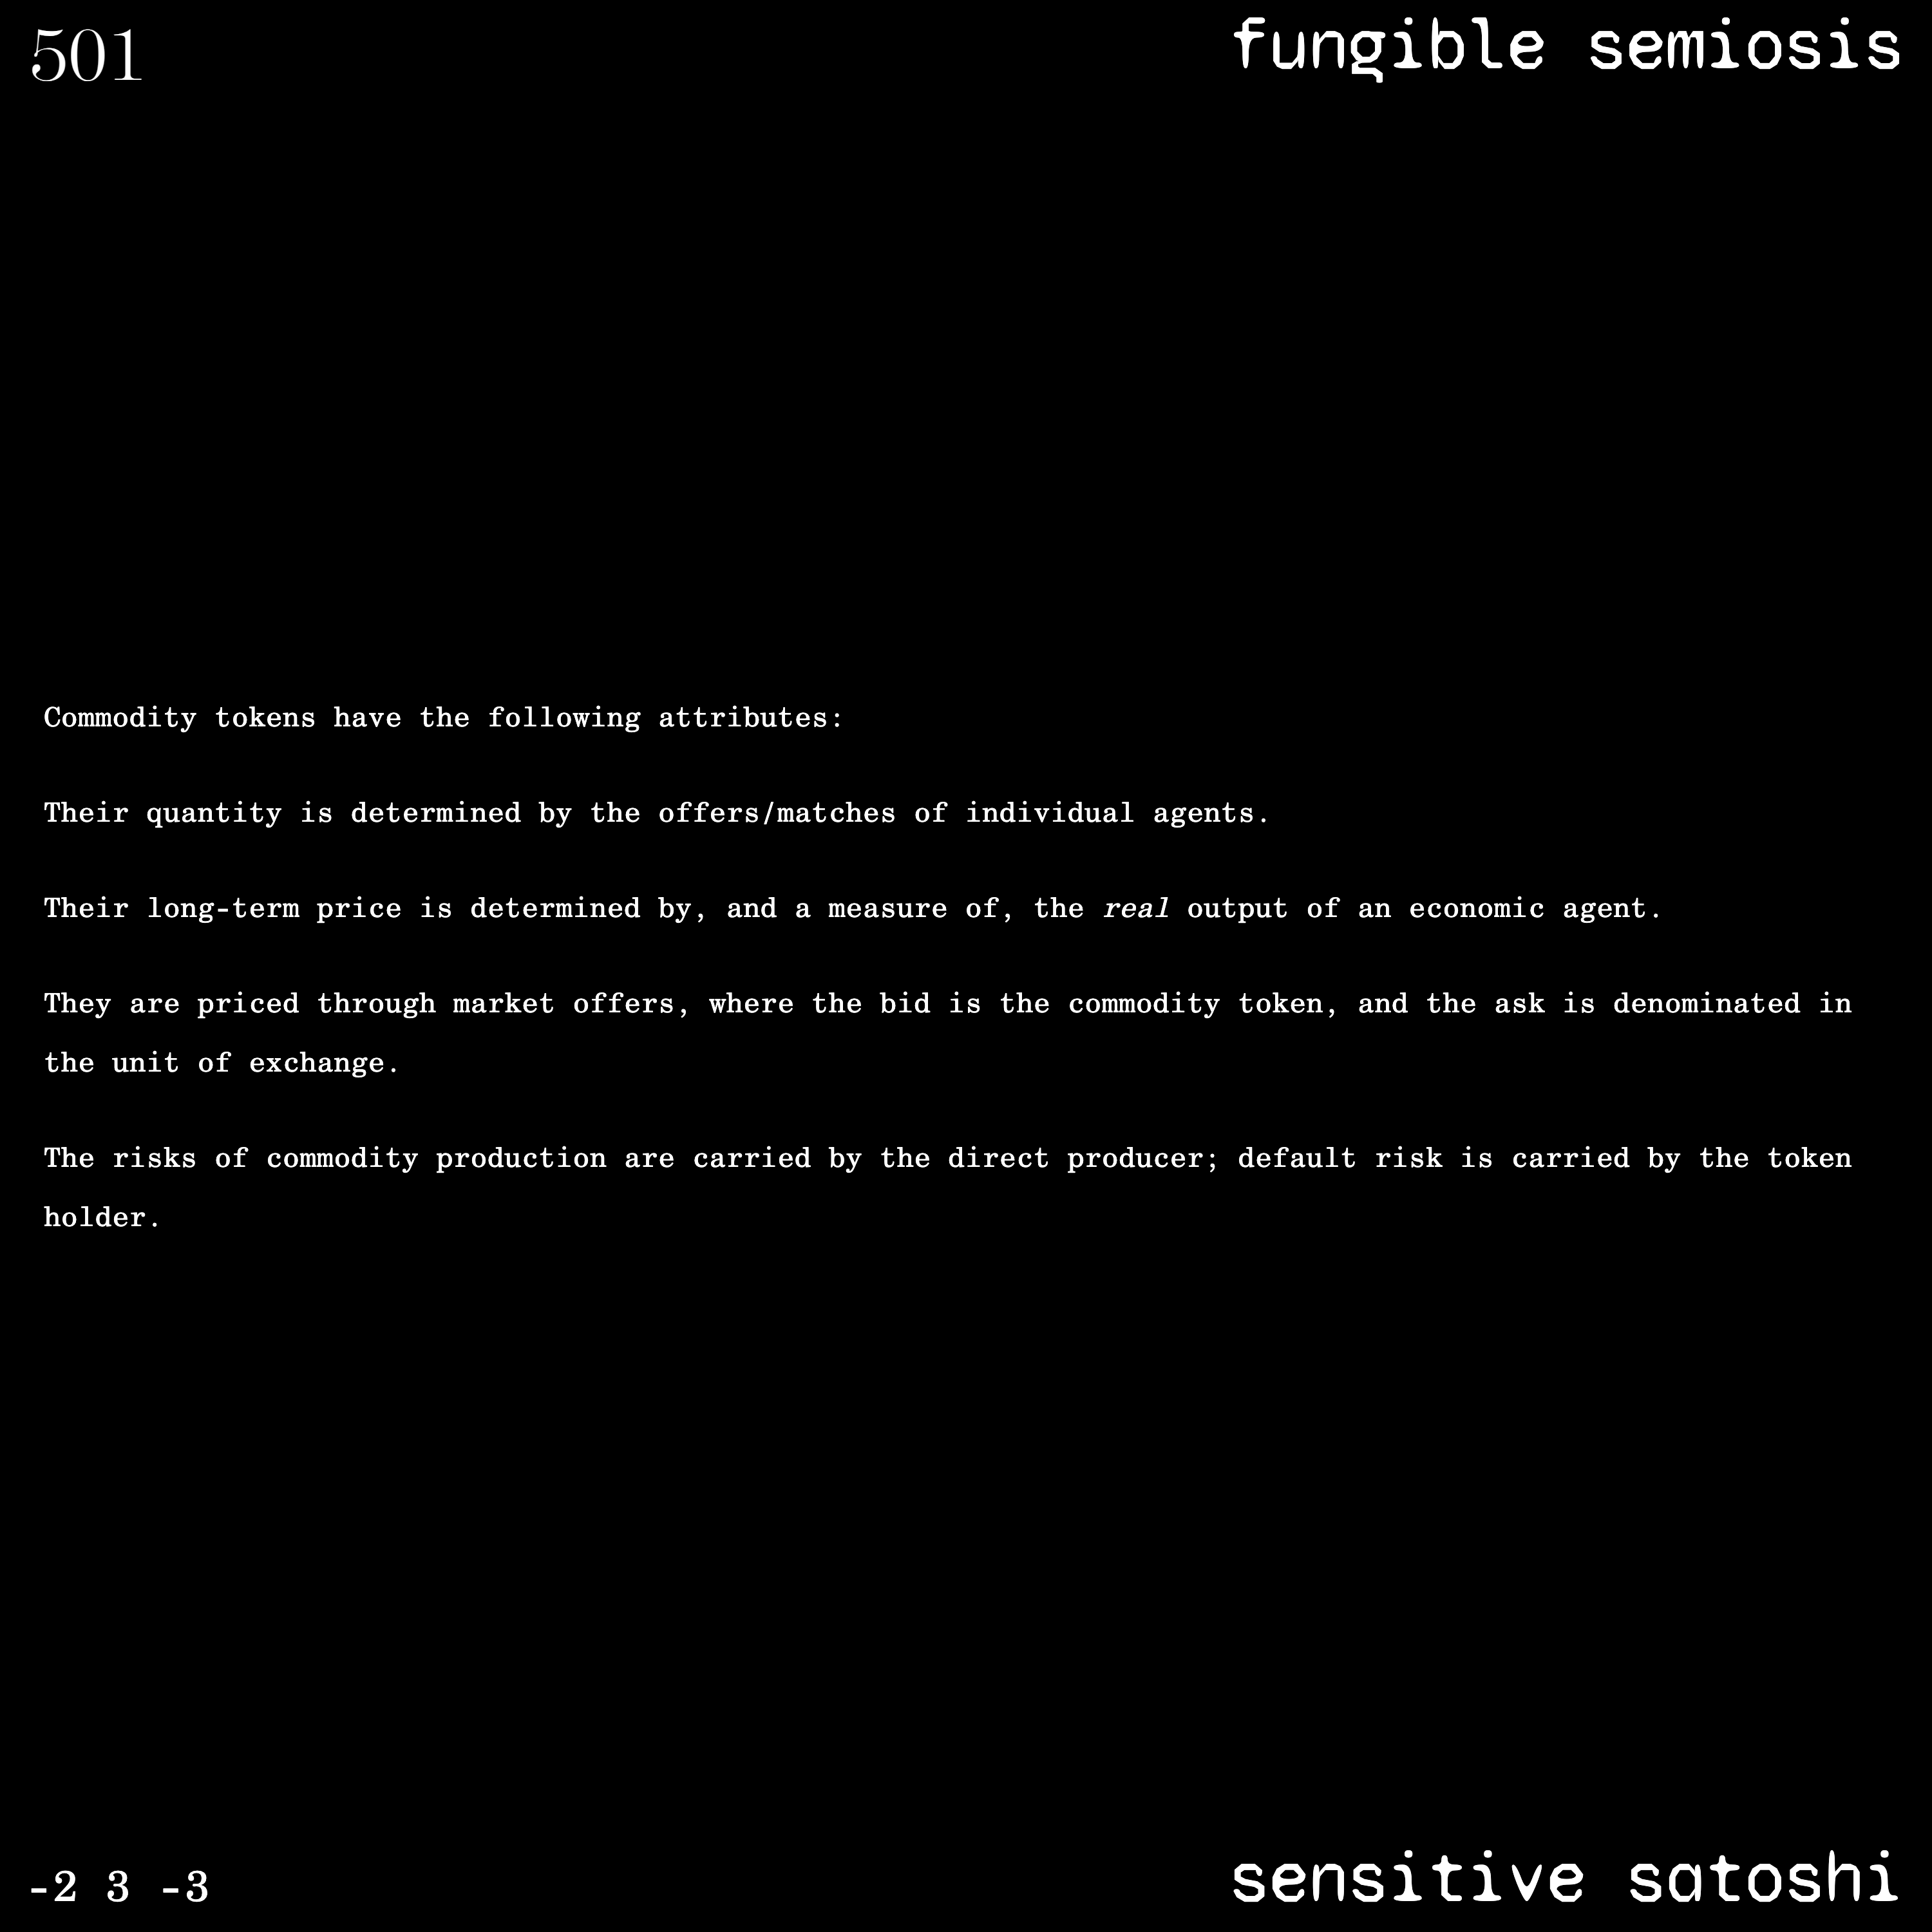 501
fungible semiosis
Commodity tokens have the following attributes:
Their quantity is determined by the offers/matches of individual agents.
Their long-term price is determined by, and a measure of, the real output of an economic agent.
They are priced through market offers, where the bid is the commodity token, and the ask is denominated in
the unit of exchange.
The risks of commodity production are carried by the direct producer; default risk is carried by the token
holder.
-2 3 -3
sensitive satoshi